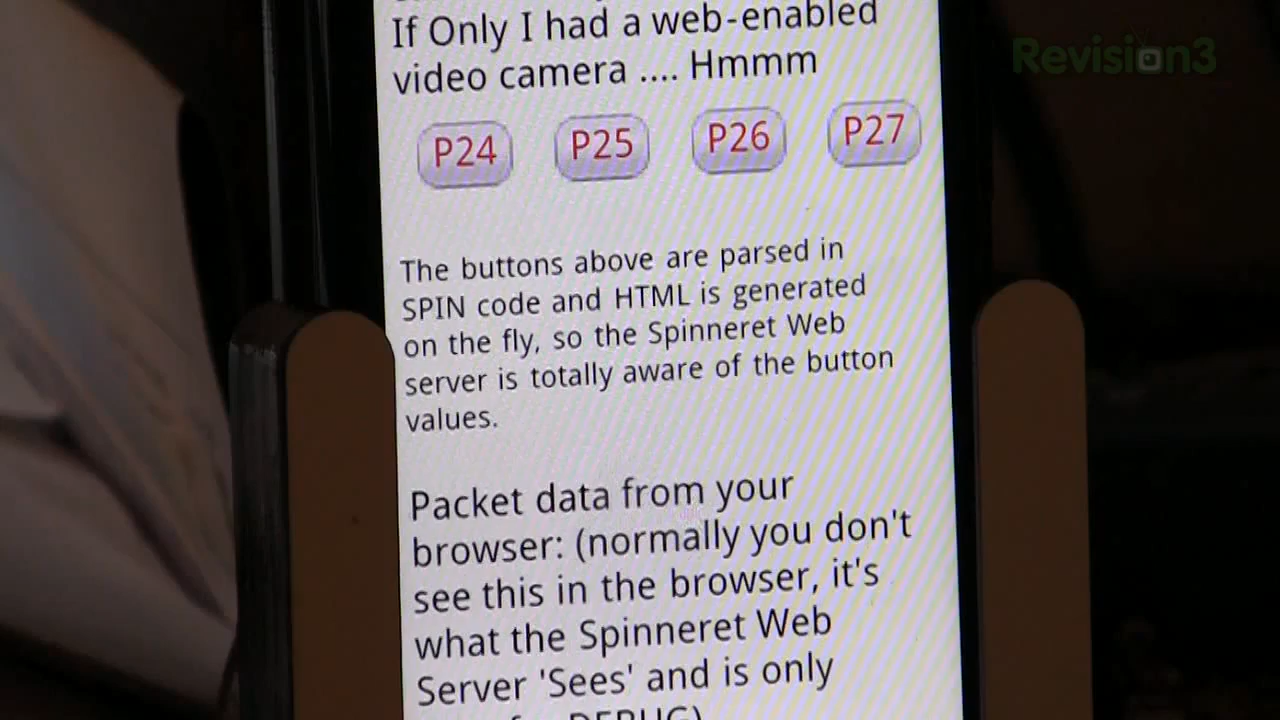 If Only I had a web-enabled
video camera .... Hmmm
Revision3
P24 P25 P26 P27
The buttons above are parsed in
SPIN code and HTML is generated
on the fly, so the Spinneret Web
server is totally aware of the button
values.
Packet data from your
browser: (normally you don't
see this in the browser, it's
what the Spinneret Web
Server 'Sees' and is only
DEBUG)